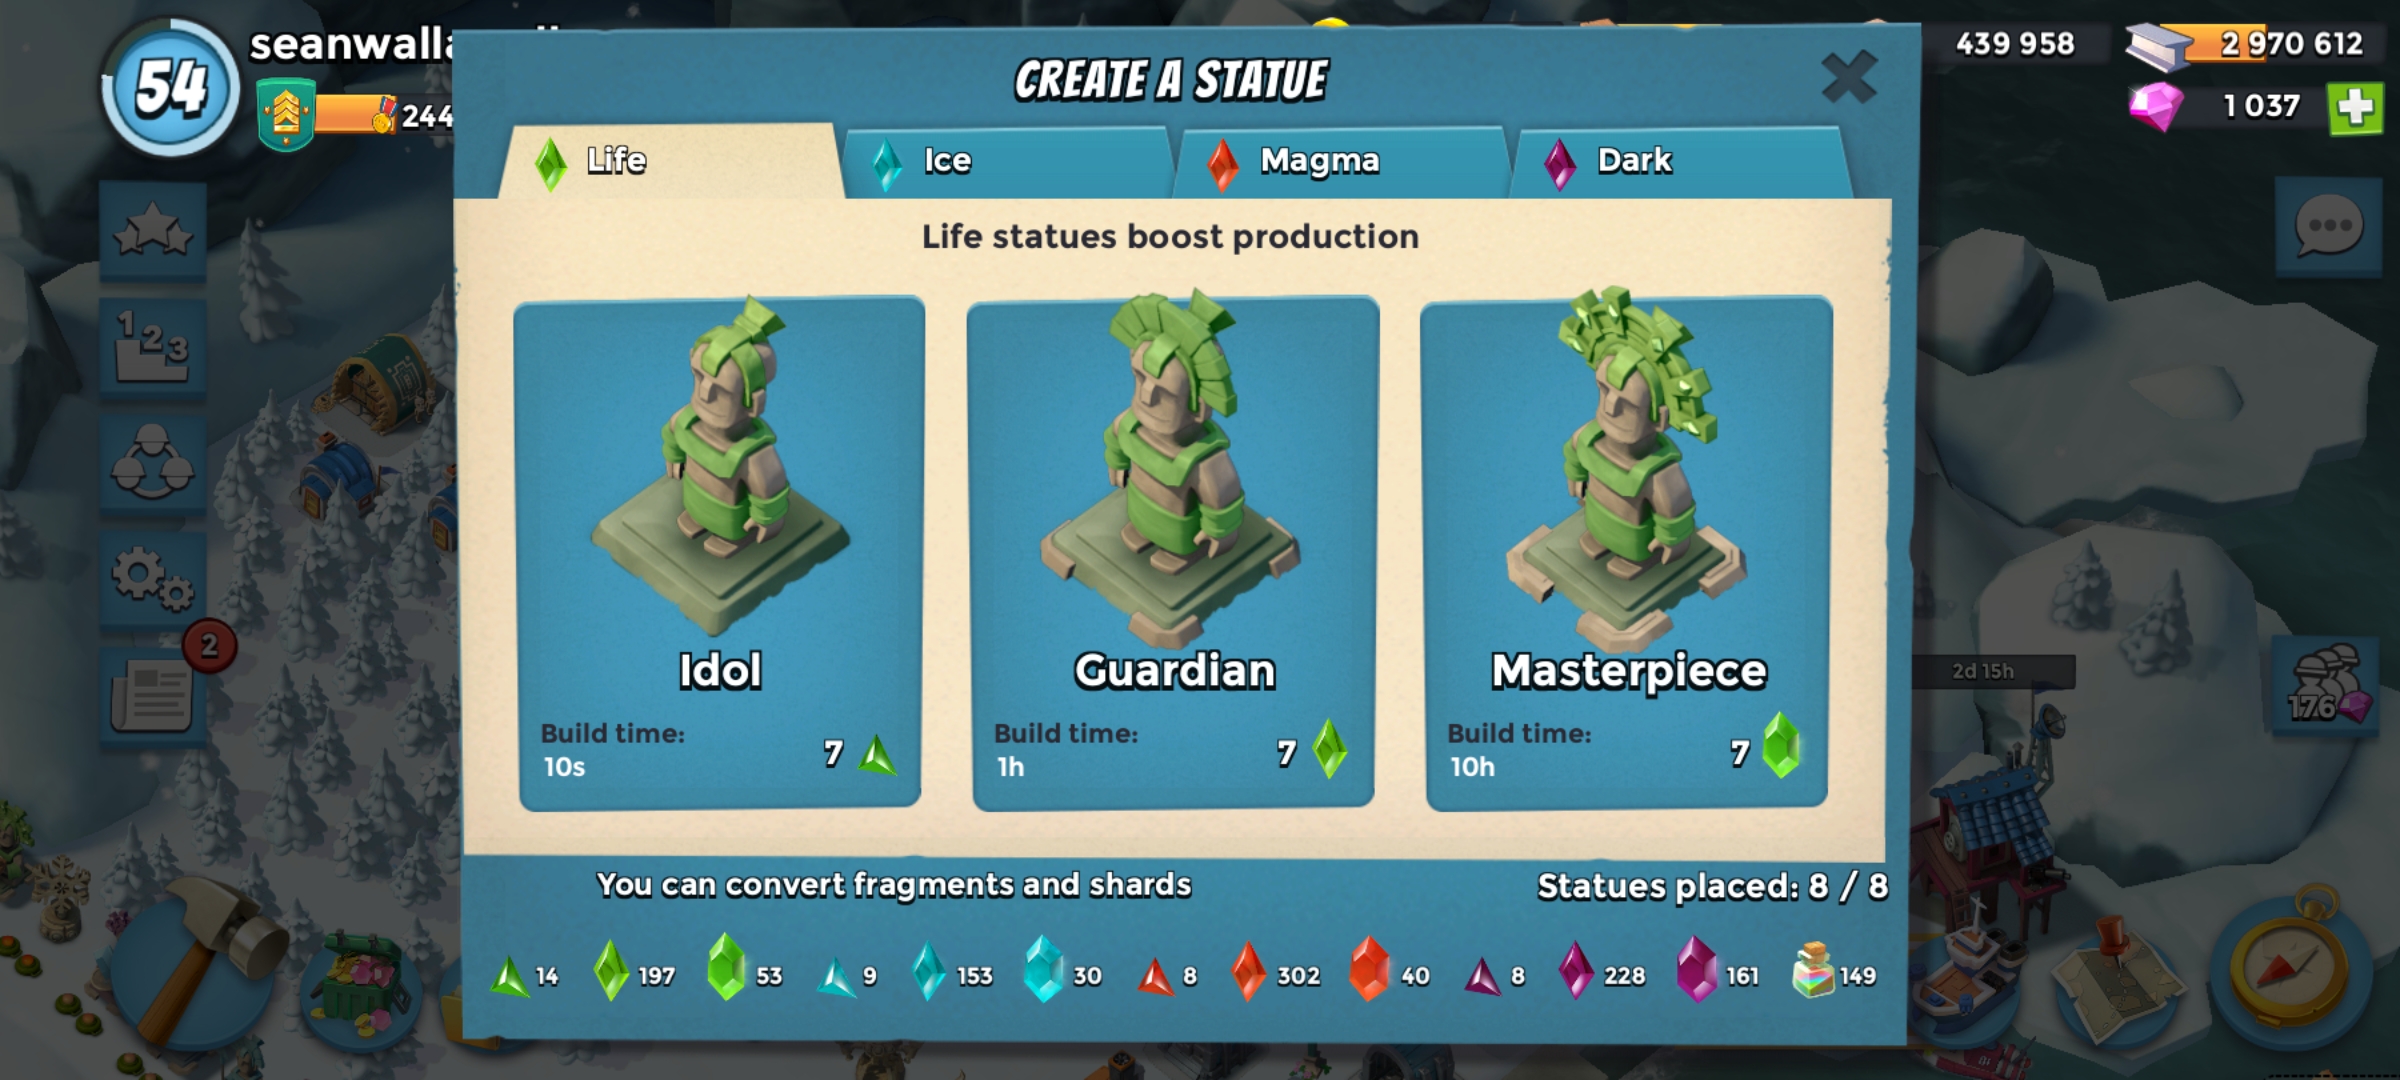 54
244
439 958
2 970 612
1 037
CREATE A STATUE
Life
Ice
Magma
Dark
Life statues boost production
Idol
Build time:
10s
7
Guardian
Build time:
1h
7
Masterpiece
Build time:
10h
7
You can convert fragments and shards
Statues placed: 8 / 8
14
197
53
9
153
30
8
302
40
8
228
161
149
1 2 3
2
2d 15h
176